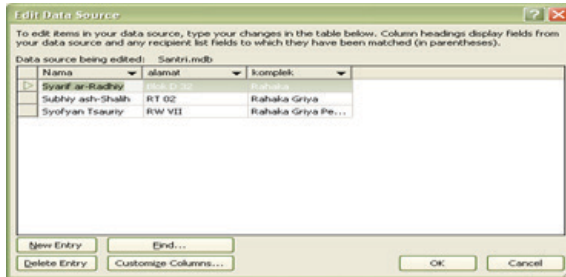 Edit Data Source
To edit items in your data source, type your changes in the table below. Column headings display fields from
your data source and any recipient list fields to which they have been matched (in parentheses).
Data source being edited: Santri.mdb
Nama alamat komplek
Syarif ar-Radhiy Blok D 32 Rahaka
Subhiy ash-Shalih RT 02 Rahaka Griya
Syofyan Tsauriy RW VII Rahaka Griya Pe...
New Entry Find...
Delete Entry Customize Columns... OK Cancel